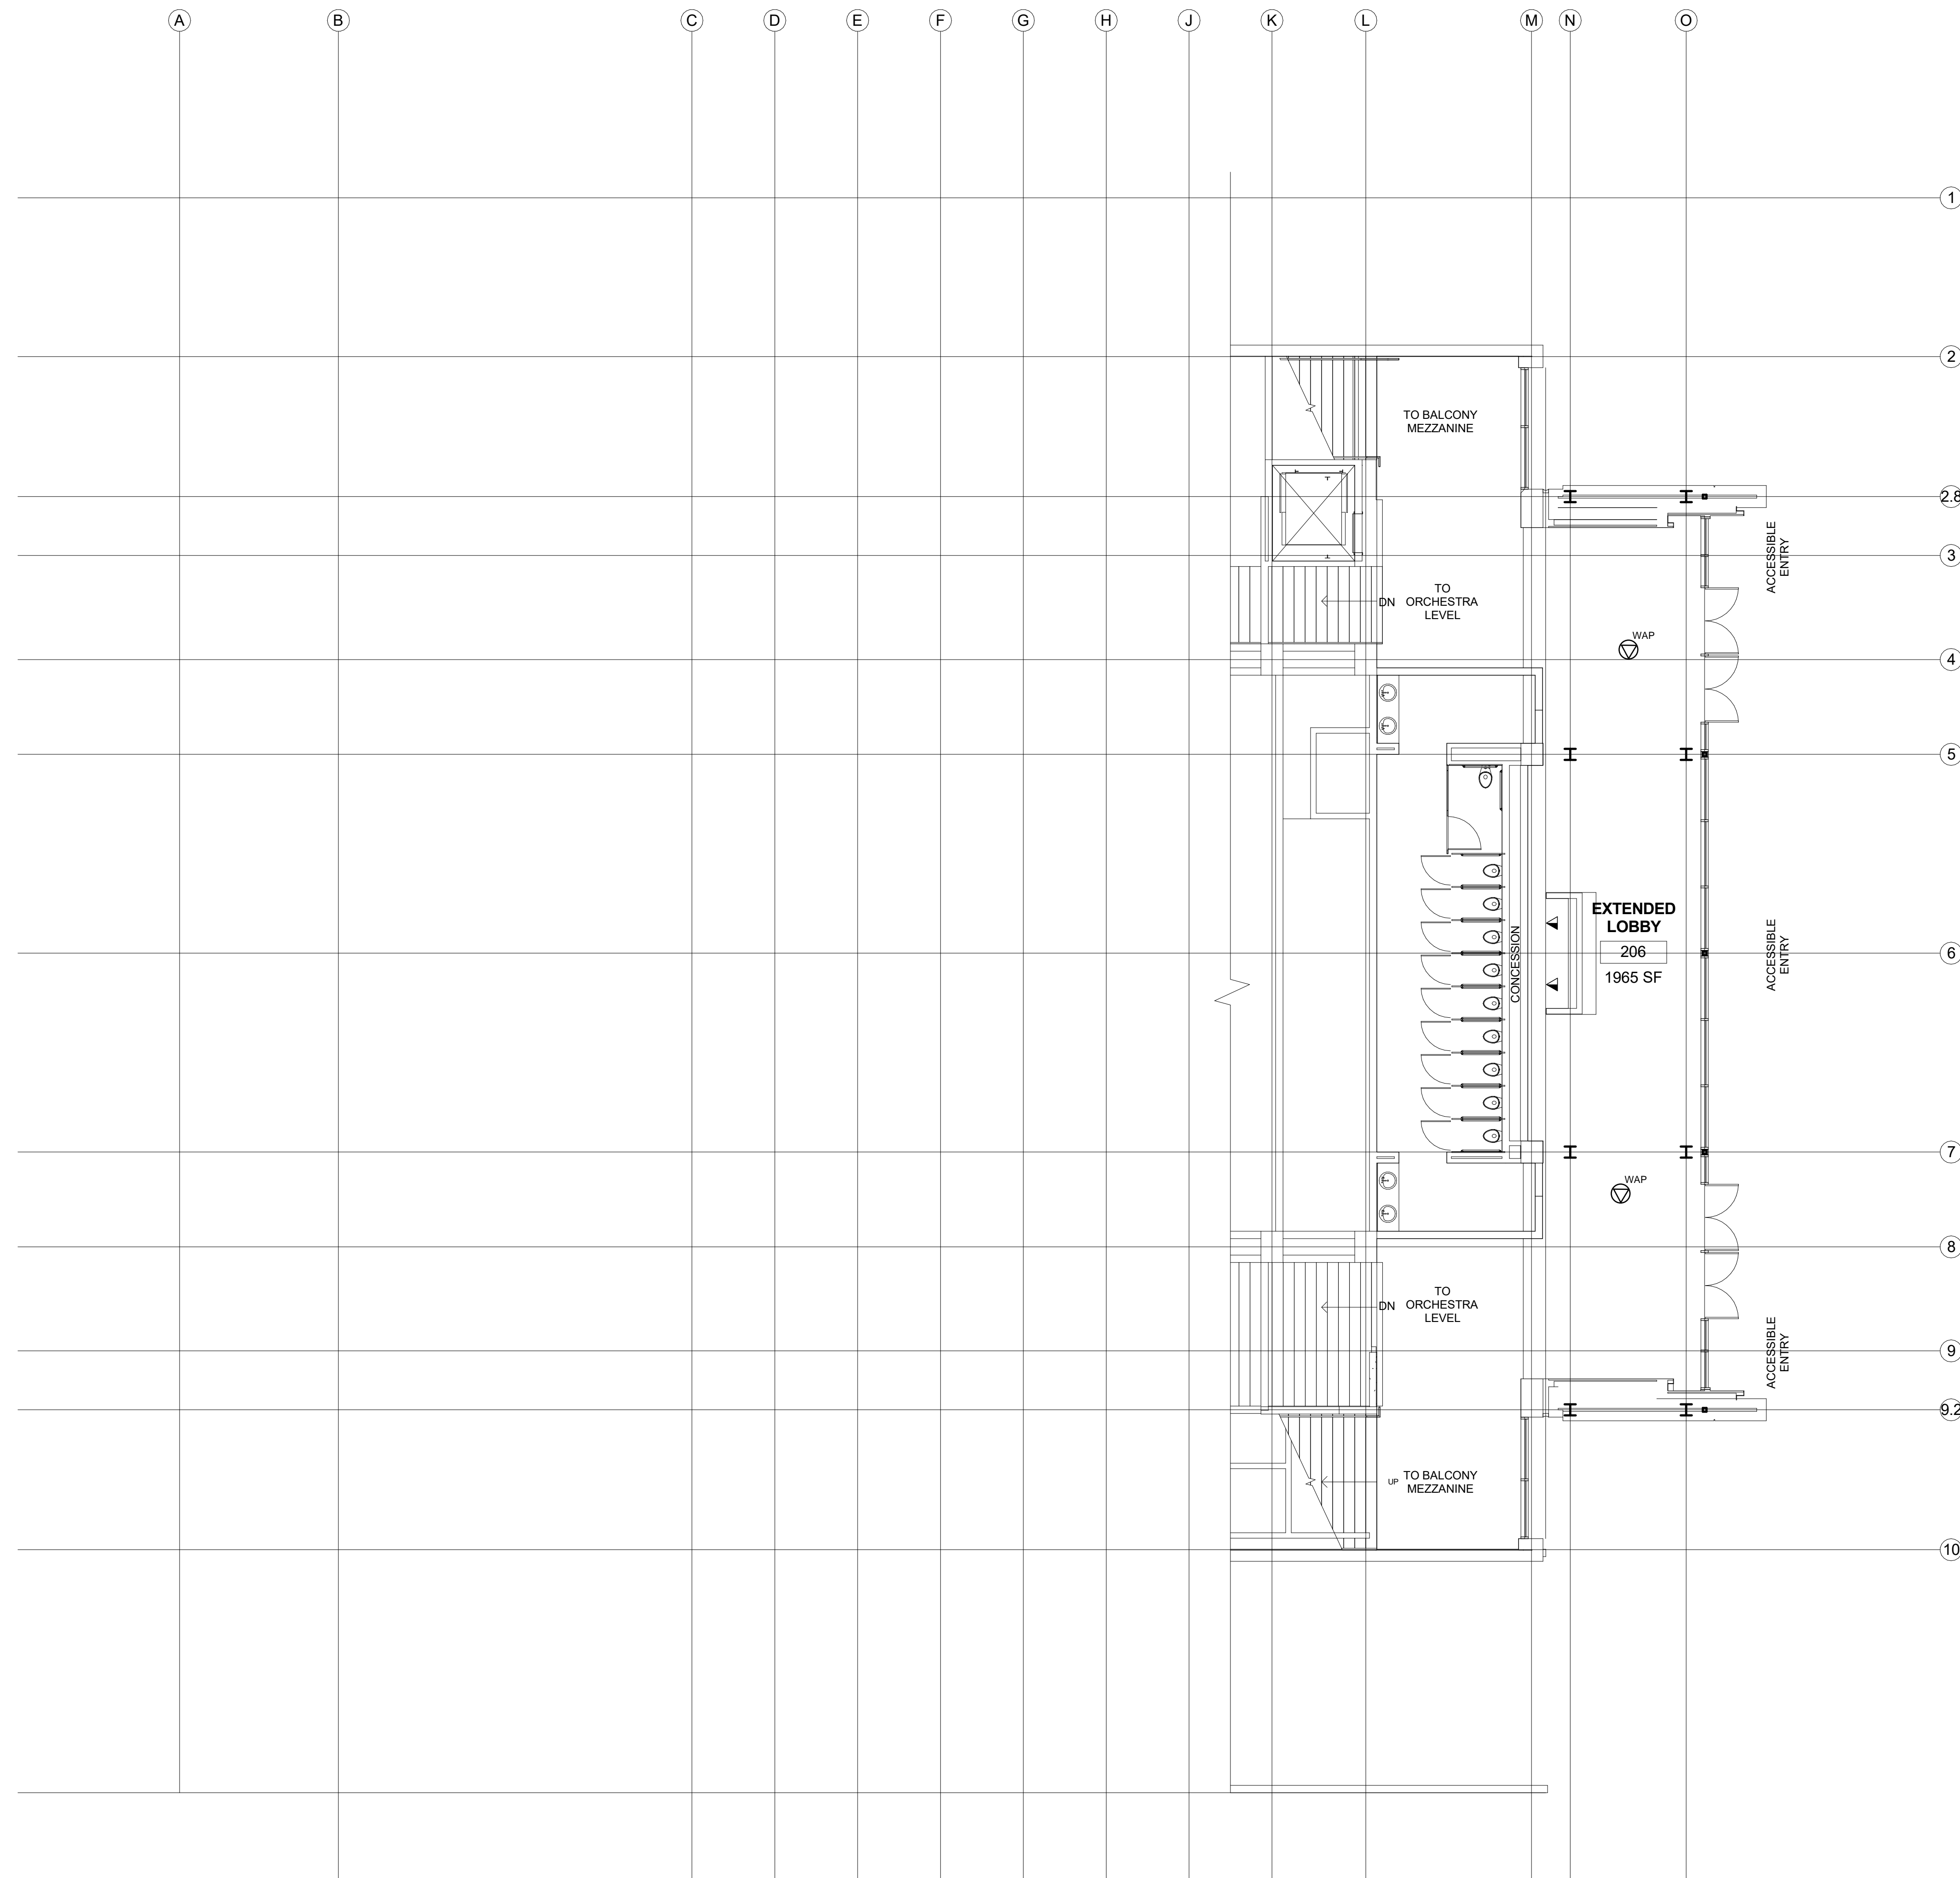 A B C D E F G H J K L M N O
1
2
TO BALCONY
MEZZANINE
2.8
ACCESSIBLE
ENTRY
3
TO
DN ORCHESTRA
LEVEL
WAP
4
5
EXTENDED
LOBBY
206
1965 SF
CONCESSION
ACCESSIBLE
ENTRY
6
7
WAP
8
TO
DN ORCHESTRA
LEVEL
ACCESSIBLE
ENTRY
9
9.2
UP TO BALCONY
MEZZANINE
10